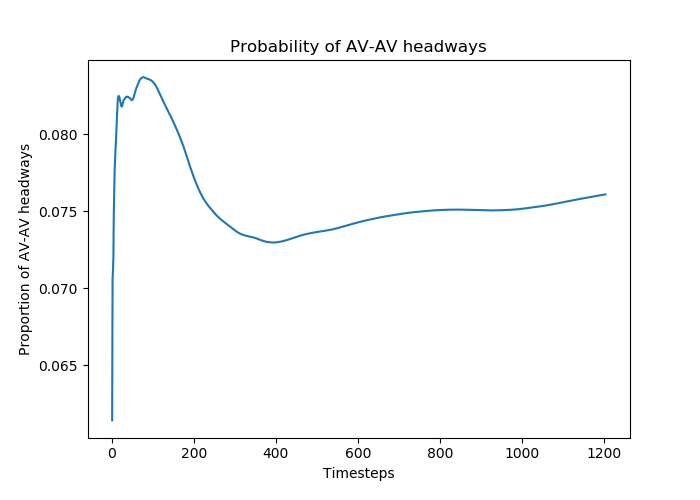 Probability of AV-AV headways
Proportion of AV-AV headways
0.080
0.075
0.070
0.065
0 200 400 600 800 1000 1200
Timesteps